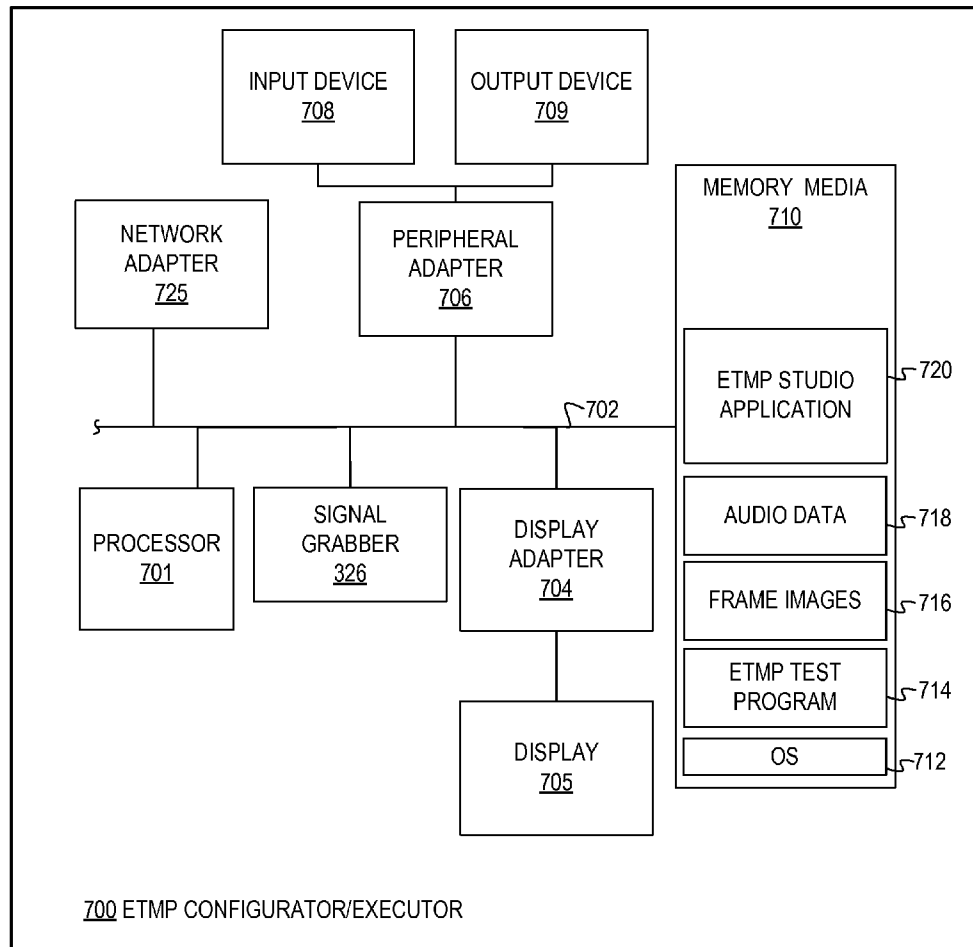 INPUT DEVICE
708
OUTPUT DEVICE
709
NETWORK
ADAPTER
725
PERIPHERAL
ADAPTER
706
MEMORY MEDIA
710
ETMP STUDIO
APPLICATION
720
702
PROCESSOR
701
SIGNAL
GRABBER
326
DISPLAY
ADAPTER
704
AUDIO DATA
718
FRAME IMAGES
716
ETMP TEST
PROGRAM
714
OS
712
DISPLAY
705
700 ETMP CONFIGURATOR/EXECUTOR